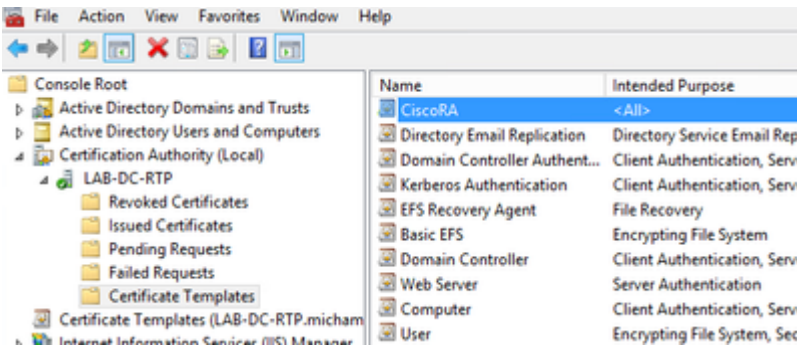 File Action View Favorites Window Help
Console Root
Active Directory Domains and Trusts
Active Directory Users and Computers
Certification Authority (Local)
LAB-DC-RTP
Revoked Certificates
Issued Certificates
Pending Requests
Failed Requests
Certificate Templates
Certificate Templates (LAB-DC-RTP.micham
Internet Information Services (IIS) Manager
Name Intended Purpose
CiscoRA <All>
Directory Email Replication Directory Service Email Rep
Domain Controller Authent... Client Authentication, Serv
Kerberos Authentication Client Authentication, Serv
EFS Recovery Agent File Recovery
Basic EFS Encrypting File System
Domain Controller Client Authentication, Serv
Web Server Server Authentication
Computer Client Authentication, Serv
User Encrypting File System, Sec